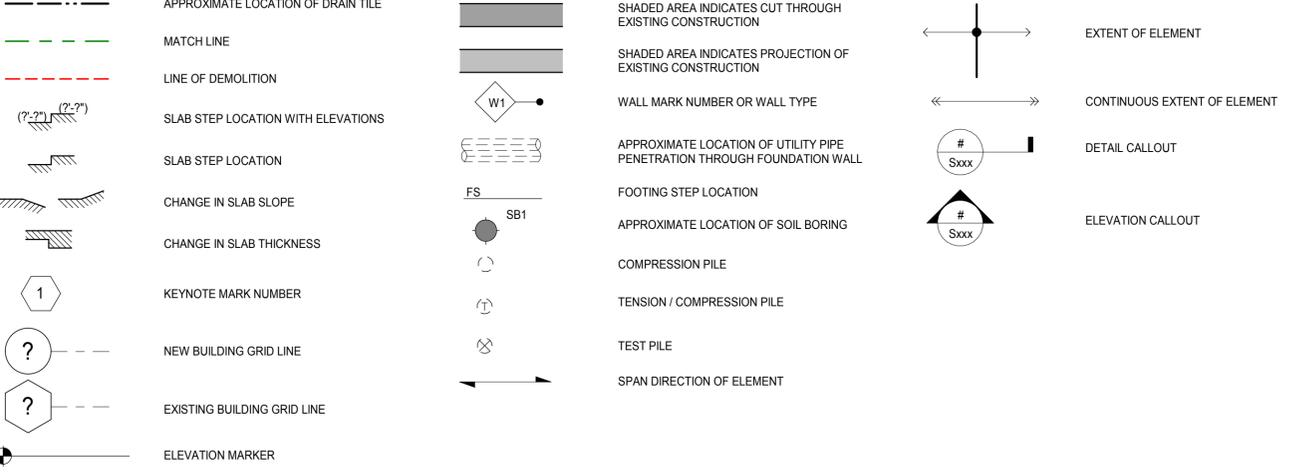 APPROXIMATE LOCATION OF DRAIN TILE
MATCH LINE
LINE OF DEMOLITION
(?'-?")
(?'-?")
SLAB STEP LOCATION WITH ELEVATIONS
SLAB STEP LOCATION
CHANGE IN SLAB SLOPE
CHANGE IN SLAB THICKNESS
1
KEYNOTE MARK NUMBER
?
NEW BUILDING GRID LINE
?
EXISTING BUILDING GRID LINE
ELEVATION MARKER
SHADED AREA INDICATES CUT THROUGH
EXISTING CONSTRUCTION
SHADED AREA INDICATES PROJECTION OF
EXISTING CONSTRUCTION
W1
WALL MARK NUMBER OR WALL TYPE
APPROXIMATE LOCATION OF UTILITY PIPE
PENETRATION THROUGH FOUNDATION WALL
FS
FOOTING STEP LOCATION
SB1
APPROXIMATE LOCATION OF SOIL BORING
COMPRESSION PILE
T
TENSION / COMPRESSION PILE
TEST PILE
SPAN DIRECTION OF ELEMENT
EXTENT OF ELEMENT
CONTINUOUS EXTENT OF ELEMENT
#
Sxxx
DETAIL CALLOUT
#
Sxxx
ELEVATION CALLOUT